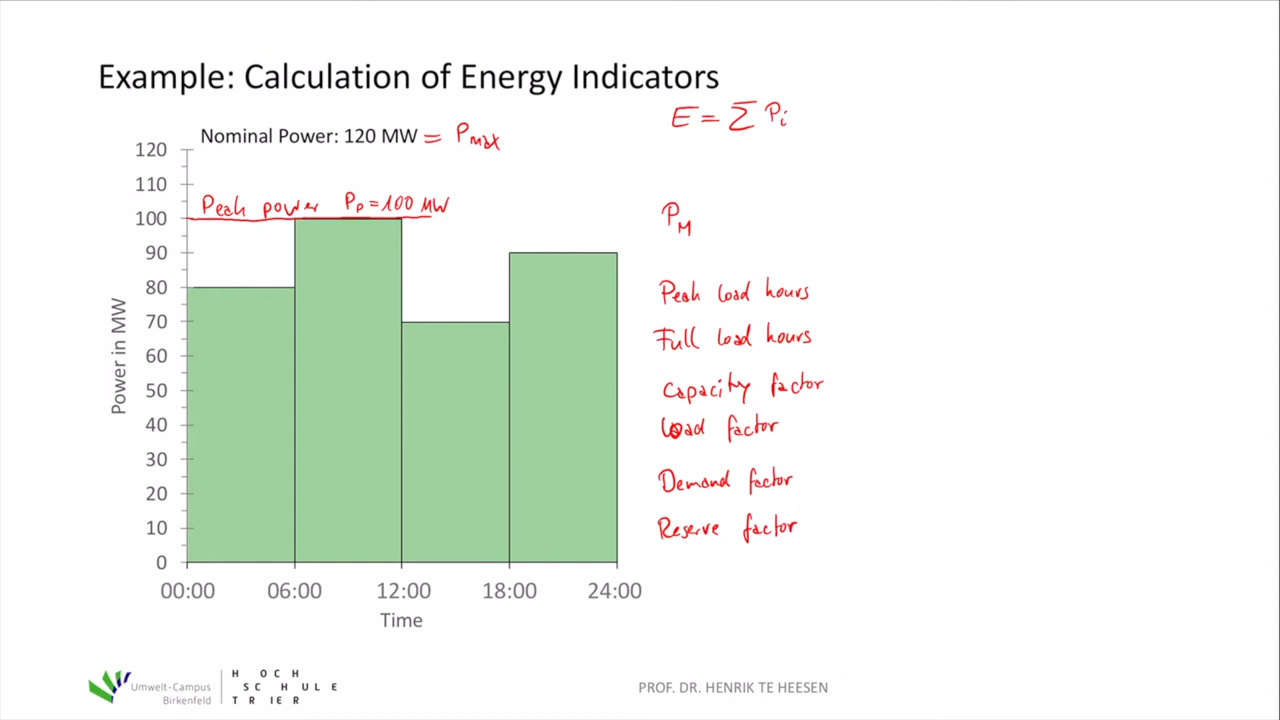 Example: Calculation of Energy Indicators
E = ∑ Pi
Nominal Power: 120 MW = Pmax
120
110
Peak power PP = 100 MW
100
90
80
70
60
50
40
30
20
10
0
Power in MW
00:00 06:00 12:00 18:00 24:00
Time
PM
Peak load hours
Full load hours
Capacity factor
Load factor
Demand factor
Reserve factor
Umwelt-Campus
Birkenfeld
HOCH
SCHULE
TRIER
PROF. DR. HENRIK TE HEESEN